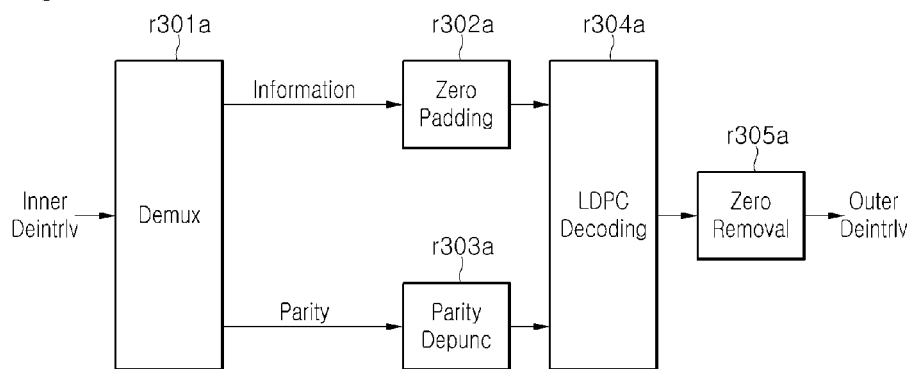 r301a
r302a
r304a
Information
Zero
Padding
r305a
Inner
Deintrlv
Demux
LDPC
Decoding
Zero
Removal
Outer
Deintrlv
r303a
Parity
Parity
Depunc